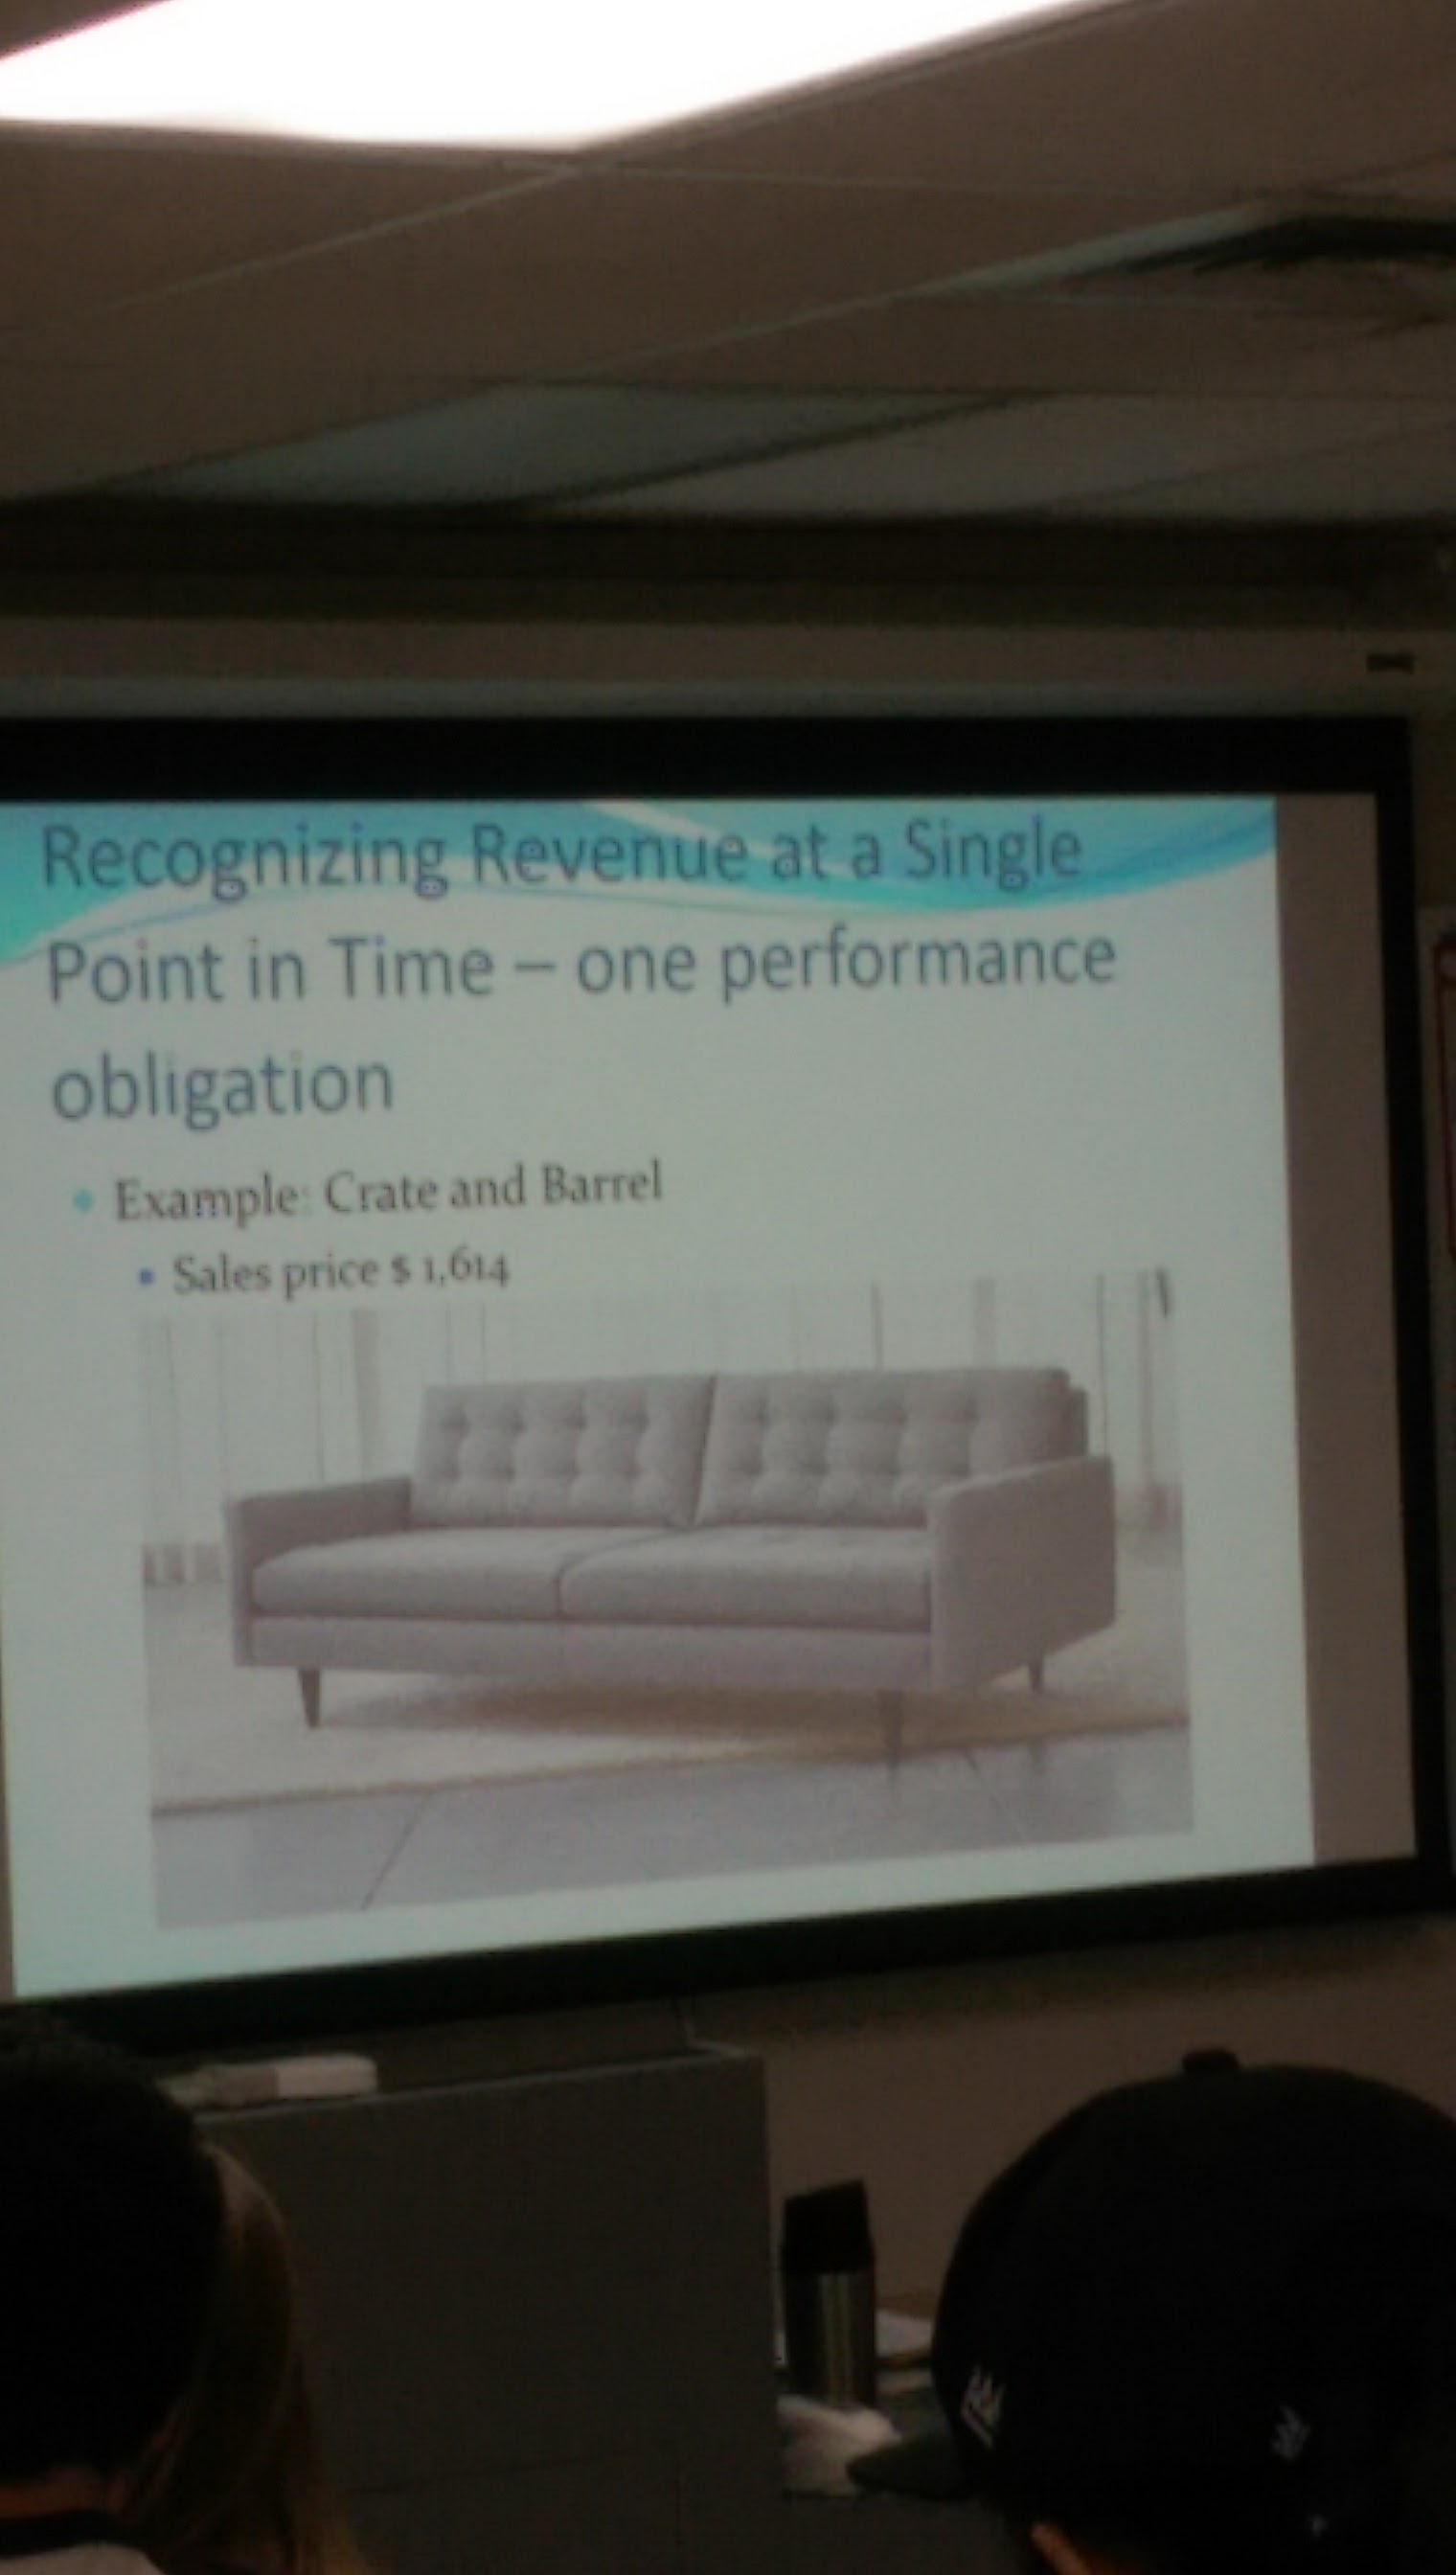 Recognizing Revenue at a Single
Point in Time – one performance
obligation
Example: Crate and Barrel
Sales price $ 1,614